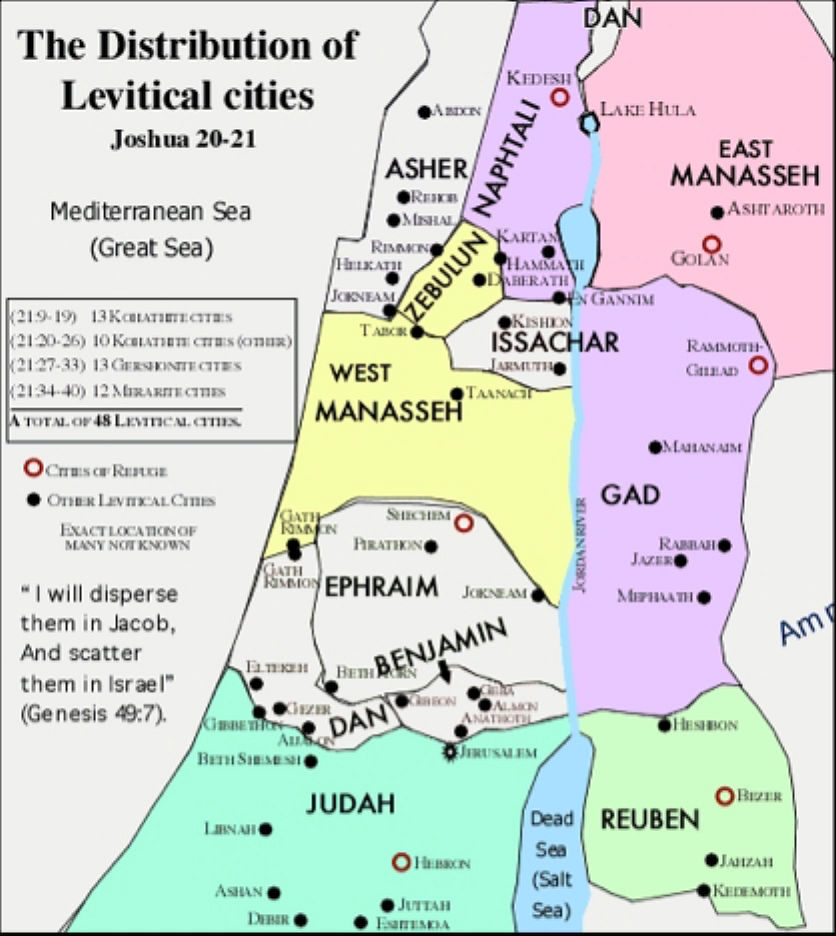 The Distribution of
Levitical cities
Joshua 20-21
Mediterranean Sea
(Great Sea)
(21:9-19) 13 Kohathite cities
(21:20-26) 10 Kohathite cities (other)
(21:27-33) 13 Gershonite cities
(21:34-40) 12 Merarite cities
A total of 48 Levitical cities.
Cities of Refuge
Other Levitical Cities
Exact location of
many not known
“ I will disperse
them in Jacob,
And scatter
them in Israel”
(Genesis 49:7).
DAN
Kedesh
Lake Hula
Abdon
NAPHTALI
ASHER
EAST
MANASSEH
Rehob
Ashtaroth
Mishal
Golan
Rimmon
Kartan
Helkath
Hammath
ZEBULUN
Daberath
Jokneam
En Gannim
Tabor
Kishion
ISSACHAR
Jarmuth
Rammoth-
Gilead
WEST
MANASSEH
Taanach
Mahanaim
GAD
Jordan River
Shechem
Gath
Rimmon
Pirathon
Gath
Rimmon
EPHRAIM
Jokneam
Rabbah
Jazer
Mephaath
Am
BENJAMIN
Eltekeh
Beth Horn
Gibeon
Geba
Almon
Gezer
Gibbethon
DAN
Anathoth
Aijalon
Heshbon
Beth Shemesh
Jerusalem
JUDAH
Bezer
Dead
Sea
(Salt
Sea)
REUBEN
Libnah
Hebron
Jahzah
Ashan
Kedemoth
Juttah
Debir
Eshtemoa